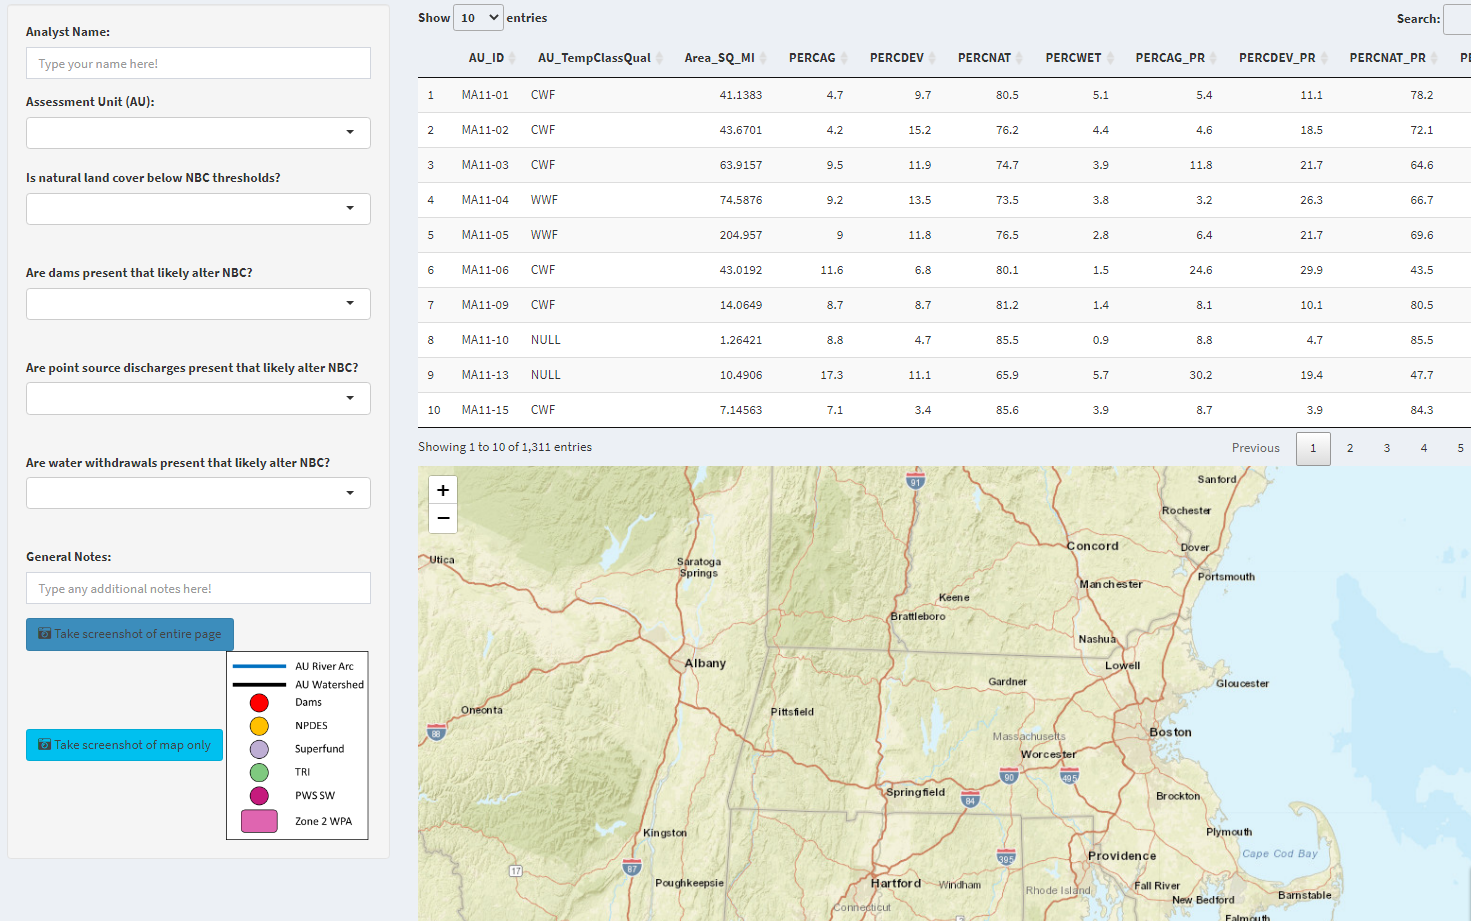 Analyst Name:
Type your name here!
Assessment Unit (AU):
Is natural land cover below NBC thresholds?
Are dams present that likely alter NBC?
Are point source discharges present that likely alter NBC?
Are water withdrawals present that likely alter NBC?
General Notes:
Type any additional notes here!
Take screenshot of entire page
Take screenshot of map only
AU River Arc
AU Watershed
Dams
NPDES
Superfund
TRI
PWS SW
Zone 2 WPA
Show 10 entries
Search:
AU_ID AU_TempClassQual Area_SQ_MI PERCAG PERCDEV PERCNAT PERCWET PERCAG_PR PERCDEV_PR PERCNAT_PR PE
1 MA11-01 CWF 41.1383 4.7 9.7 80.5 5.1 5.4 11.1 78.2
2 MA11-02 CWF 43.6701 4.2 15.2 76.2 4.4 4.6 18.5 72.1
3 MA11-03 CWF 63.9157 9.5 11.9 74.7 3.9 11.8 21.7 64.6
4 MA11-04 WWF 74.5876 9.2 13.5 73.5 3.8 3.2 26.3 66.7
5 MA11-05 WWF 204.957 9 11.8 76.5 2.8 6.4 21.7 69.6
6 MA11-06 CWF 43.0192 11.6 6.8 80.1 1.5 24.6 29.9 43.5
7 MA11-09 CWF 14.0649 8.7 8.7 81.2 1.4 8.1 10.1 80.5
8 MA11-10 NULL 1.26421 8.8 4.7 85.5 0.9 8.8 4.7 85.5
9 MA11-13 NULL 10.4906 17.3 11.1 65.9 5.7 30.2 19.4 47.7
10 MA11-15 CWF 7.14563 7.1 3.4 85.6 3.9 8.7 3.9 84.3
Showing 1 to 10 of 1,311 entries
Previous 1 2 3 4 5
+
−
91
Sanford
Rochester
Utica
Saratoga
Springs
Concord
Dover
Manchester
Portsmouth
Keene
Brattleboro
Nashua
Albany
Lowell
Gardner
Gloucester
Oneonta
Pittsfield
88
Massachusetts
Boston
Worcester
90
495
Springfield
84
Brockton
Kingston
Plymouth
395
Providence
Cape Cod Bay
87
17
Poughkeepsie
Hartford
Windham
Rhode Island
Fall River
Barnstable
New Bedford
Connecticut
Falmouth